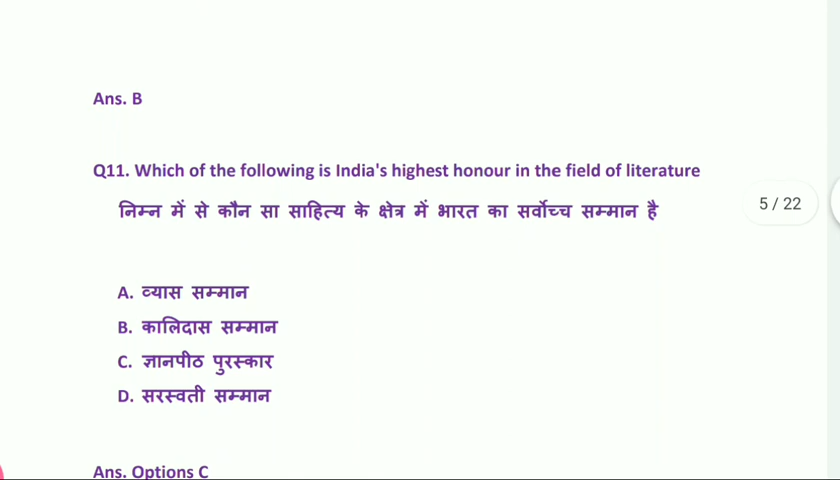 Ans. B
Q11. Which of the following is India's highest honour in the field of literature
निम्न में से कौन सा साहित्य के क्षेत्र में भारत का सर्वोच्च सम्मान है
5 / 22
A. व्यास सम्मान
B. कालिदास सम्मान
C. ज्ञानपीठ पुरस्कार
D. सरस्वती सम्मान
Ans. Options C